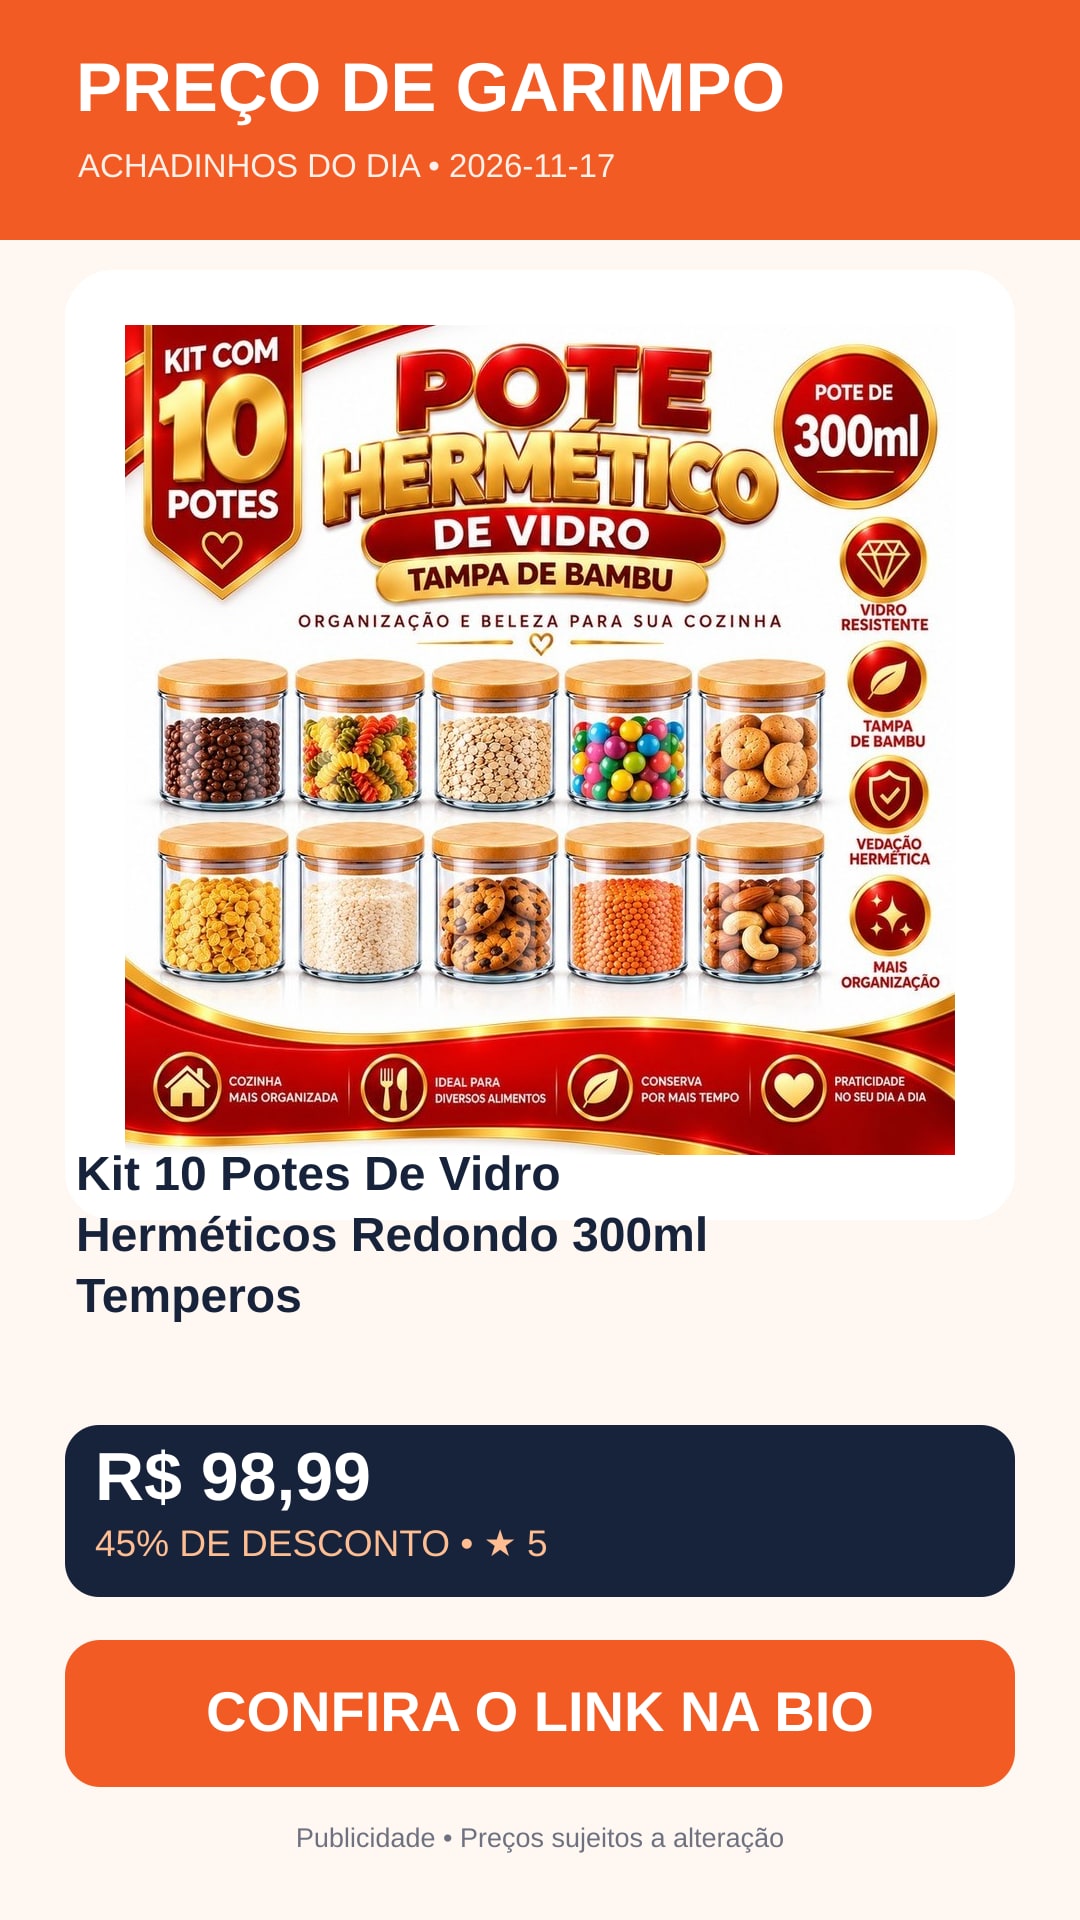 PREÇO DE GARIMPO
ACHADINHOS DO DIA • 2026-11-17
KIT COM
10
POTES
POTE
HERMÉTICO
DE VIDRO
TAMPA DE BAMBU
ORGANIZAÇÃO E BELEZA PARA SUA COZINHA
POTE DE
300ml
VIDRO
RESISTENTE
TAMPA
DE BAMBU
VEDAÇÃO
HERMÉTICA
MAIS
ORGANIZAÇÃO
COZINHA
MAIS ORGANIZADA
IDEAL PARA
DIVERSOS ALIMENTOS
CONSERVA
POR MAIS TEMPO
PRATICIDADE
NO SEU DIA A DIA
Kit 10 Potes De Vidro
Herméticos Redondo 300ml
Temperos
R$ 98,99
45% DE DESCONTO • ★ 5
CONFIRA O LINK NA BIO
Publicidade • Preços sujeitos a alteração